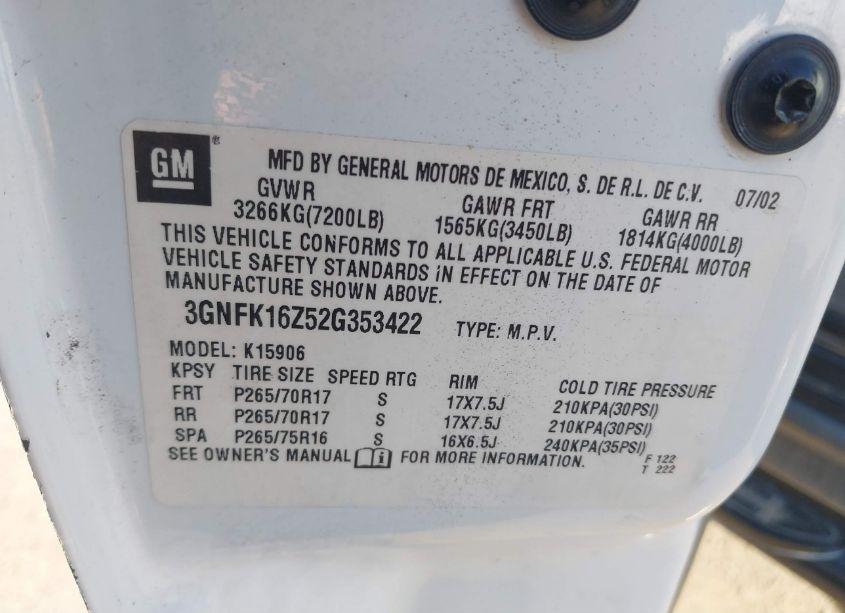 GM® MFD BY GENERAL MOTORS DE MEXICO, S. DE R.L. DE C.V. 07/02
GVWR GAWR FRT GAWR RR
3266KG(7200LB) 1565KG(3450LB) 1814KG(4000LB)
THIS VEHICLE CONFORMS TO ALL APPLICABLE U.S. FEDERAL MOTOR
VEHICLE SAFETY STANDARDS IN EFFECT ON THE DATE OF
MANUFACTURE SHOWN ABOVE.
3GNFK16Z52G353422 TYPE: M.P.V.
MODEL: K15906
KPSY TIRE SIZE SPEED RTG RIM COLD TIRE PRESSURE
FRT P265/70R17 S 17X7.5J 210KPA(30PSI)
RR P265/70R17 S 17X7.5J 210KPA(30PSI)
SPA P265/75R16 S 16X6.5J 240KPA(35PSI)
SEE OWNER'S MANUAL i FOR MORE INFORMATION. F 122
T 222